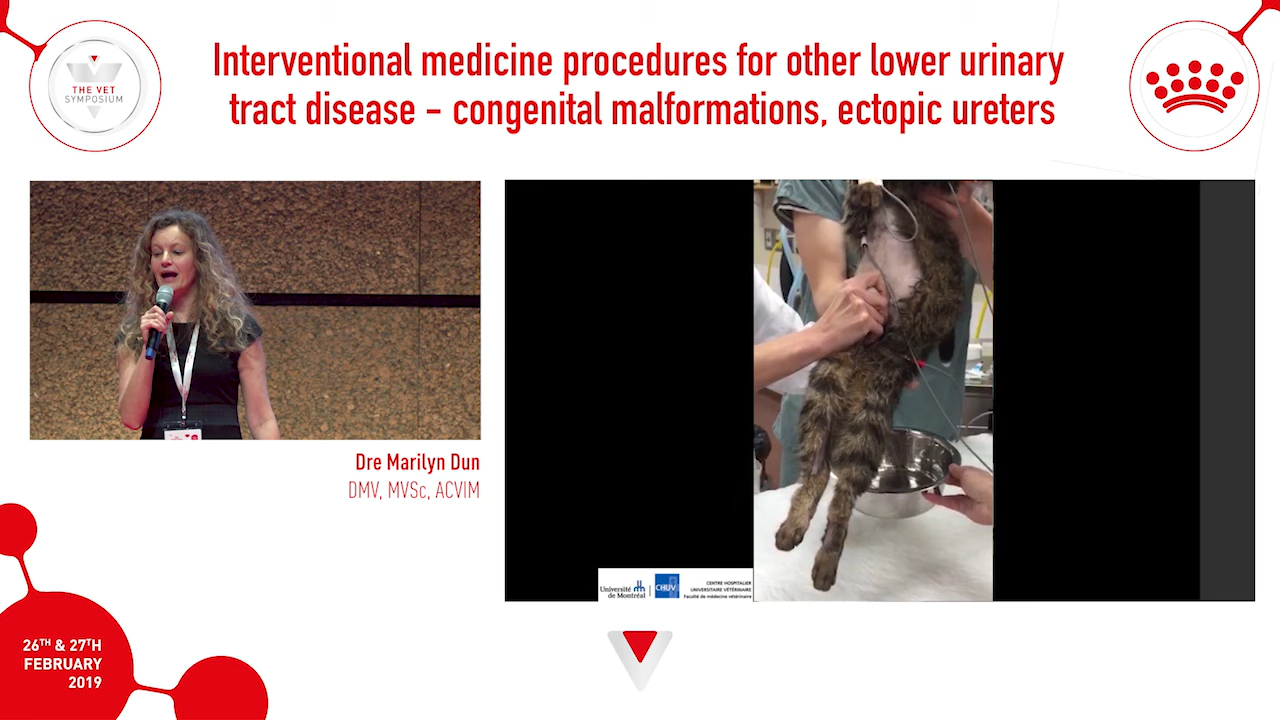 Interventional medicine procedures for other lower urinary
tract disease – congenital malformations, ectopic ureters
THE VET
SYMPOSIUM
Dre Marilyn Dun
DMV, MVSc, ACVIM
Université
de Montréal
CHUV
CENTRE HOSPITALIER
UNIVERSITAIRE VÉTÉRINAIRE
Faculté de médecine vétérinaire
26TH & 27TH
FEBRUARY
2019